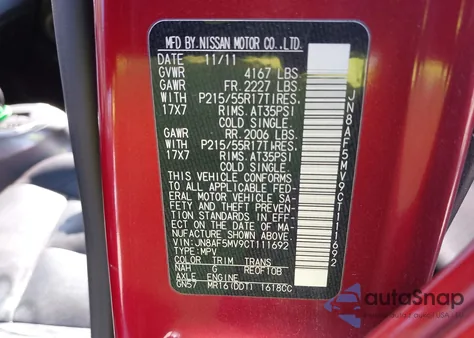 MFD BY NISSAN MOTOR CO., LTD.
DATE 11/11
GVWR 4167 LBS
GAWR FR. 2227 LBS
WITH P215/55R17TIRES,
17X7 RIMS, AT35PSI
COLD SINGLE.
GAWR RR. 2006 LBS
WITH P215/55R17TIRES,
17X7 RIMS, AT35PSI
COLD SINGLE.
THIS VEHICLE CONFORMS
TO ALL APPLICABLE FED-
ERAL MOTOR VEHICLE SA-
FETY AND THEFT PREVEN-
TION STANDARDS IN EFF-
ECT ON THE DATE OF MA-
NUFACTURE SHOWN ABOVE.
VIN:JN8AF5MV9CT111692
TYPE:MPV
COLOR TRIM TRANS
NAH G RE0F10B
AXLE ENGINE
GN57 MR16(DDT) 1618CC
JN8AF5MV9CT111692
autoSnap